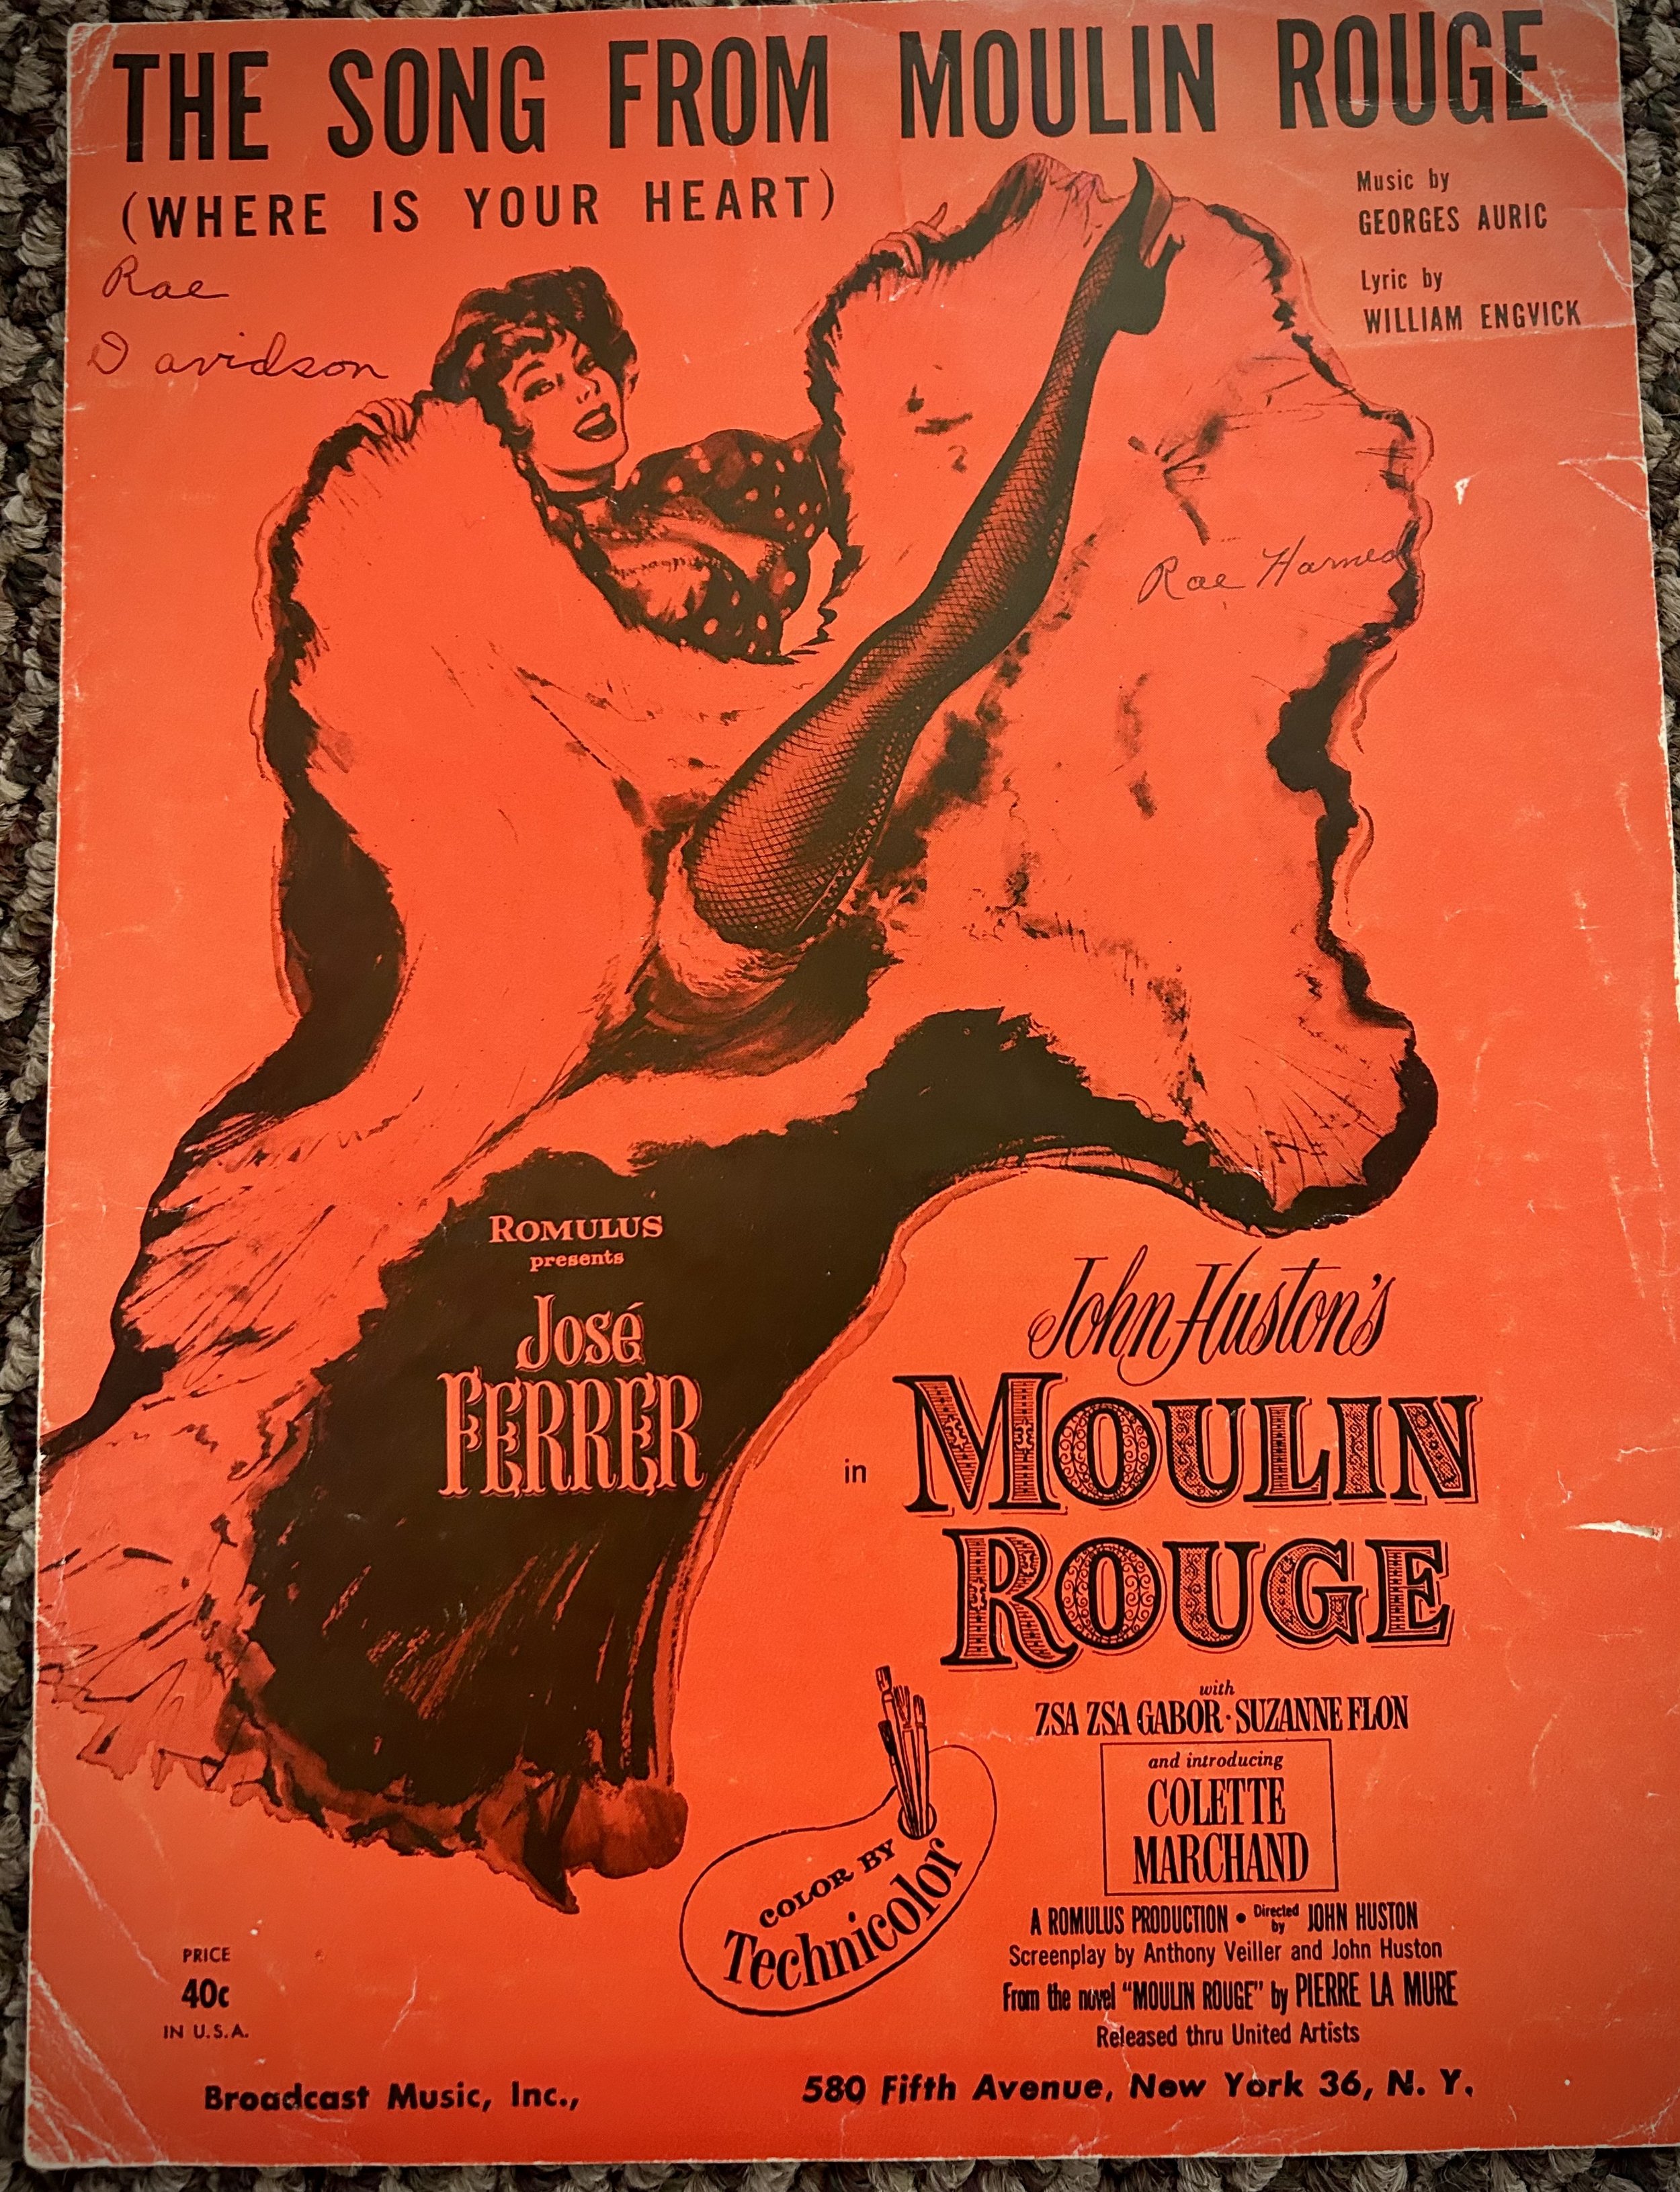 THE SONG FROM MOULIN ROUGE
(WHERE IS YOUR HEART)
Music by
GEORGES AURIC
Lyric by
WILLIAM ENGVICK
Rae
Davidson
Rae Harned
ROMULUS
presents
José
FERRER
in
John Huston's
MOULIN
ROUGE
with
ZSA ZSA GABOR · SUZANNE FLON
and introducing
COLETTE
MARCHAND
COLOR BY
Technicolor
A ROMULUS PRODUCTION • Directed by JOHN HUSTON
Screenplay by Anthony Veiller and John Huston
From the novel "MOULIN ROUGE" by PIERRE LA MURE
Released thru United Artists
PRICE
40c
IN U.S.A.
Broadcast Music, Inc., 580 Fifth Avenue, New York 36, N. Y.